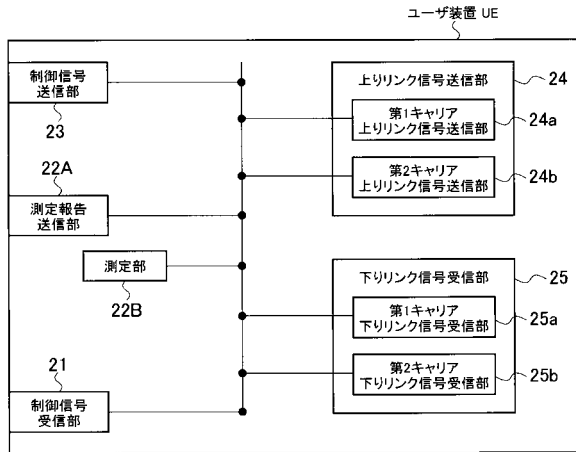 ユーザ装置 UE
制御信号
送信部
23
22A
測定報告
送信部
測定部
22B
21
制御信号
受信部
上りリンク信号送信部
24
第1キャリア
上りリンク信号送信部
24a
第2キャリア
上りリンク信号送信部
24b
下りリンク信号受信部
25
第1キャリア
下りリンク信号受信部
25a
第2キャリア
下りリンク信号受信部
25b